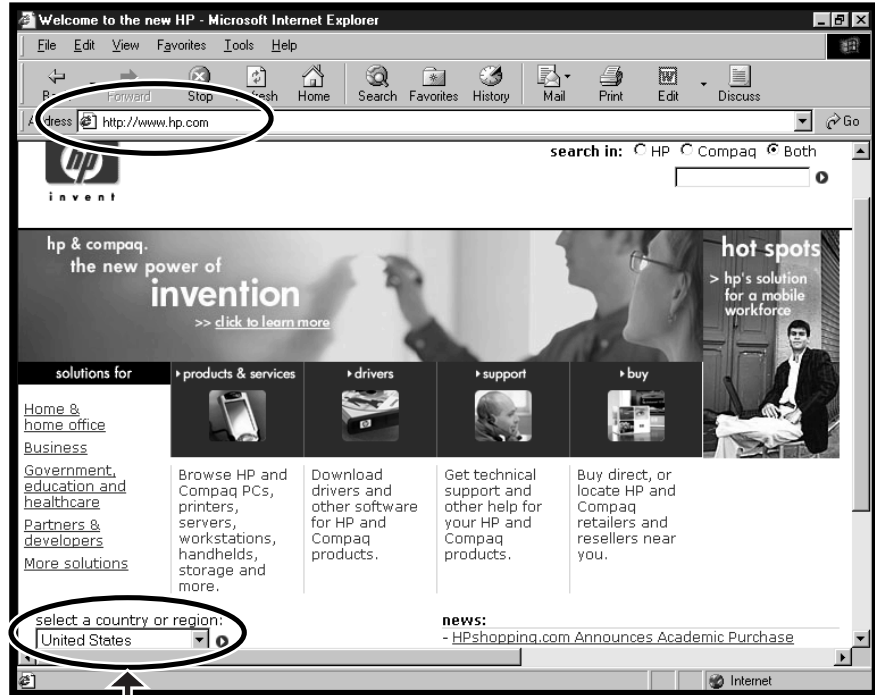 Welcome to the new HP - Microsoft Internet Explorer
File Edit View Favorites Tools Help
Forward Stop Refresh Home Search Favorites History Mail Print Edit Discuss
Address http://www.hp.com Go
hp
invent
search in: HP Compaq Both
hp & compaq.
the new power of
invention
>> click to learn more
hot spots
> hp's solution
for a mobile
workforce
solutions for
products & services
drivers
support
buy
Home &
home office
Business
Government,
education and
healthcare
Partners &
developers
More solutions
Browse HP and
Compaq PCs,
printers,
servers,
workstations,
handhelds,
storage and
more.
Download
drivers and
other software
for HP and
Compaq
products.
Get technical
support and
other help for
your HP and
Compaq
products.
Buy direct, or
locate HP and
Compaq
retailers and
resellers near
you.
select a country or region:
United States
news:
- HPshopping.com Announces Academic Purchase
Internet